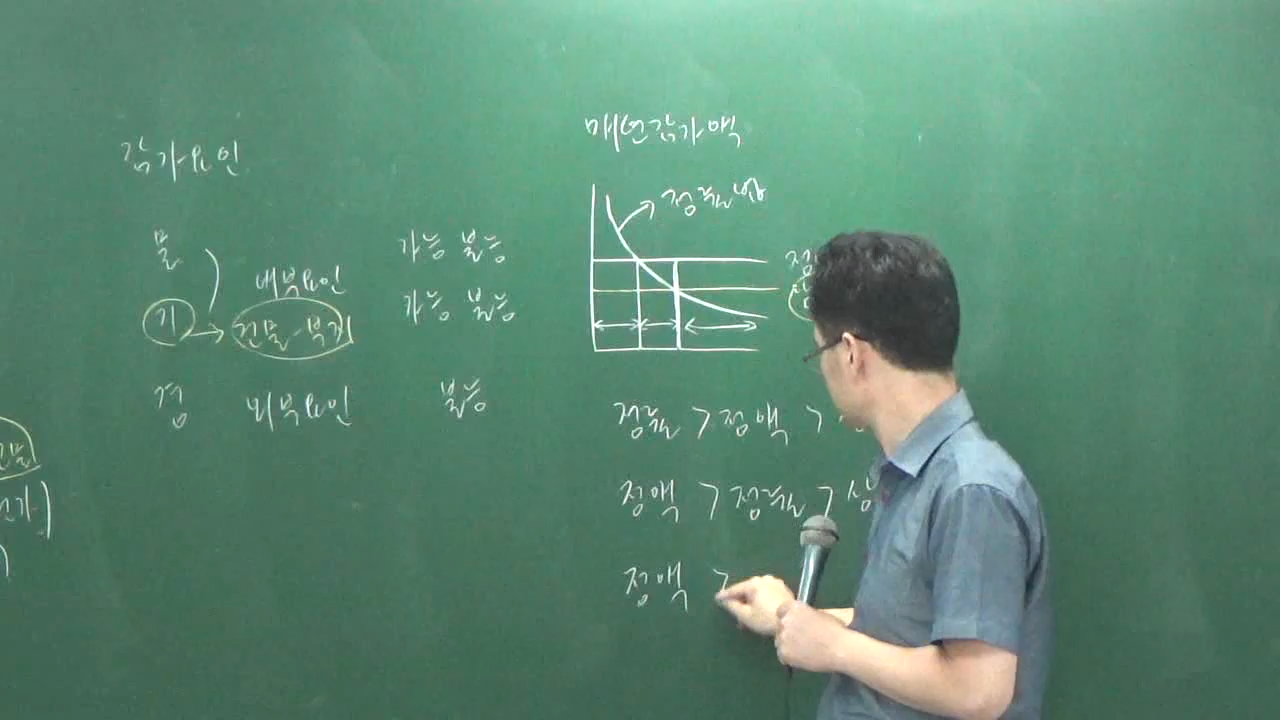 감가요인
물
기
경
내부요인
건물-부지
외부요인
가능 불능
가능 불능
불능
매년감가액
정률법
정률 > 정액 >
정액 > 정률 > 상
정액 >